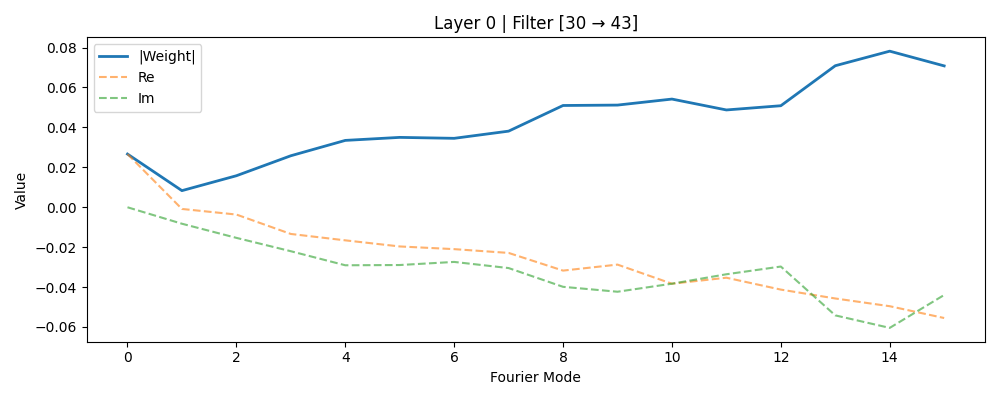 Layer 0 | Filter [30 → 43]
|Weight|
Re
Im
0.08
0.06
0.04
0.02
0.00
−0.02
−0.04
−0.06
Value
0 2 4 6 8 10 12 14
Fourier Mode